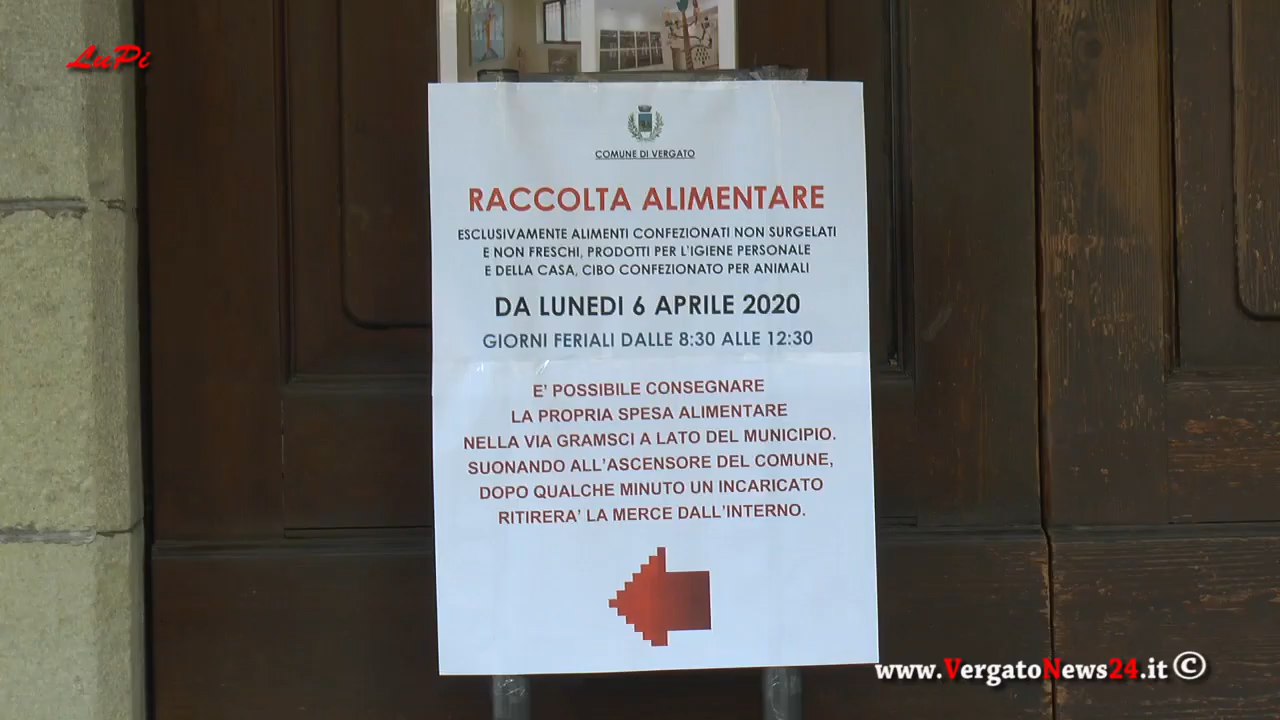 LuPi
COMUNE DI VERGATO
RACCOLTA ALIMENTARE
ESCLUSIVAMENTE ALIMENTI CONFEZIONATI NON SURGELATI
E NON FRESCHI, PRODOTTI PER L'IGIENE PERSONALE
E DELLA CASA, CIBO CONFEZIONATO PER ANIMALI
DA LUNEDI 6 APRILE 2020
GIORNI FERIALI DALLE 8:30 ALLE 12:30
E' POSSIBILE CONSEGNARE
LA PROPRIA SPESA ALIMENTARE
NELLA VIA GRAMSCI A LATO DEL MUNICIPIO.
SUONANDO ALL'ASCENSORE DEL COMUNE,
DOPO QUALCHE MINUTO UN INCARICATO
RITIRERA' LA MERCE DALL'INTERNO.
www.VergatoNews24.it ©